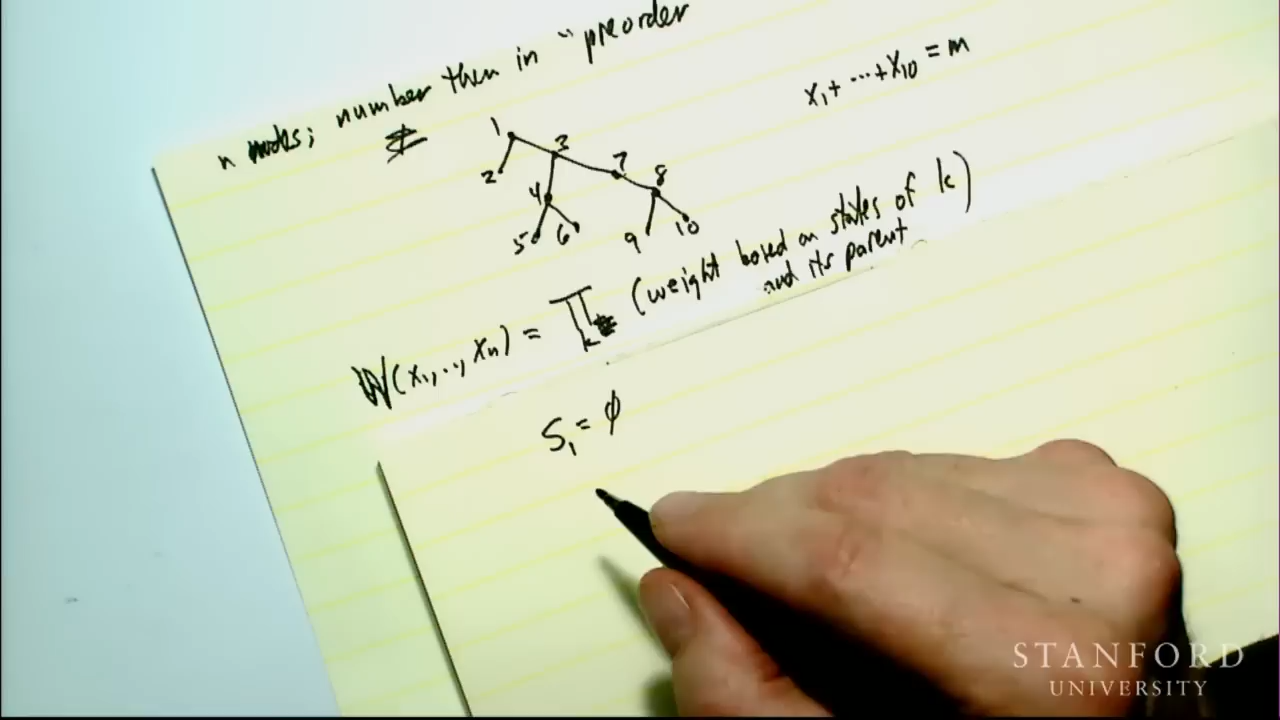 n nodes; number then in "preorder
x₁+ ⋯ +x₁₀ = m
1
2
3
4
5
6
7
8
9
10
W(x₁,..,xₙ) = ∏ₖ (weight based on states of k)
and its parent
S₁ = ϕ
STANFORD
UNIVERSITY